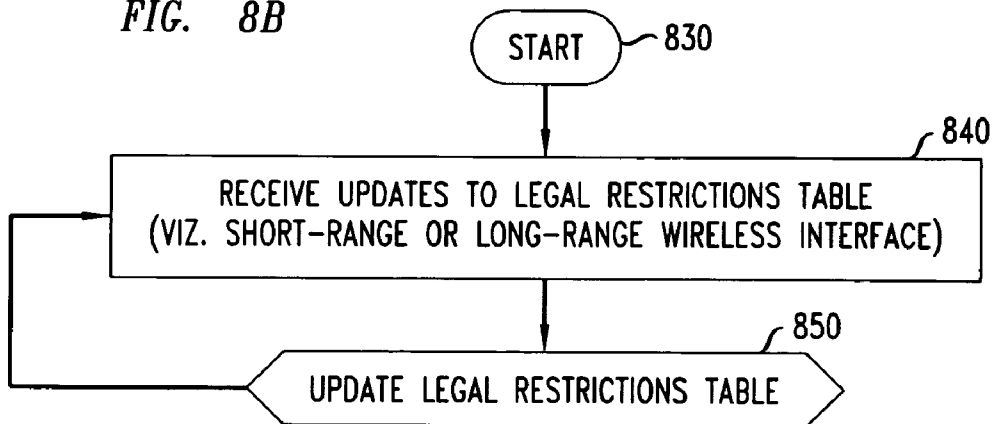 FIG. 8B
START
830
840
RECEIVE UPDATES TO LEGAL RESTRICTIONS TABLE
(VIZ. SHORT-RANGE OR LONG-RANGE WIRELESS INTERFACE)
850
UPDATE LEGAL RESTRICTIONS TABLE